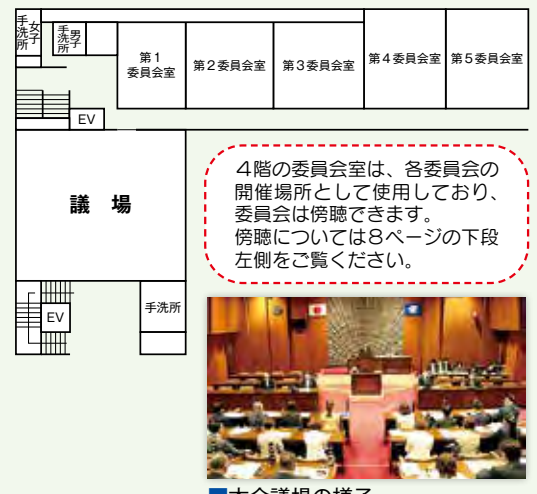 女子
手洗所
男子
手洗所
第1
委員会室
第2委員会室
第3委員会室
第4委員会室
第5委員会室
EV
議 場
4階の委員会室は、各委員会の
開催場所として使用しており、
委員会は傍聴できます。
傍聴については8ページの下段
左側をご覧ください。
EV
手洗所